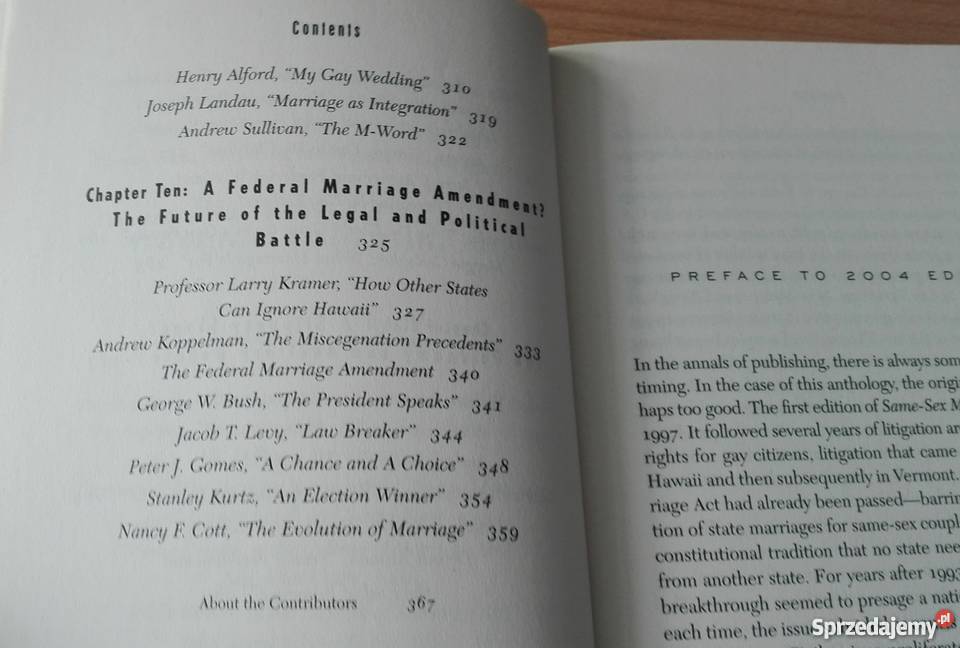 Contents
Henry Alford, "My Gay Wedding" 310
Joseph Landau, "Marriage as Integration" 319
Andrew Sullivan, "The M-Word" 322
Chapter Ten: A Federal Marriage Amendment?
The Future of the Legal and Political
Battle 325
Professor Larry Kramer, "How Other States
Can Ignore Hawaii" 327
Andrew Koppelman, "The Miscegenation Precedents" 333
The Federal Marriage Amendment 340
George W. Bush, "The President Speaks" 341
Jacob T. Levy, "Law Breaker" 344
Peter J. Gomes, "A Chance and A Choice" 348
Stanley Kurtz, "An Election Winner" 354
Nancy F. Cott, "The Evolution of Marriage" 359
About the Contributors 367
PREFACE TO 2004 ED
In the annals of publishing, there is always som
timing. In the case of this anthology, the origi
haps too good. The first edition of Same-Sex M
1997. It followed several years of litigation ar
rights for gay citizens, litigation that came
Hawaii and then subsequently in Vermont.
riage Act had already been passed—barrin
tion of state marriages for same-sex coupl
constitutional tradition that no state nee
from another state. For years after 1993
breakthrough seemed to presage a nati
each time, the issue
Sprzedajemy.pl